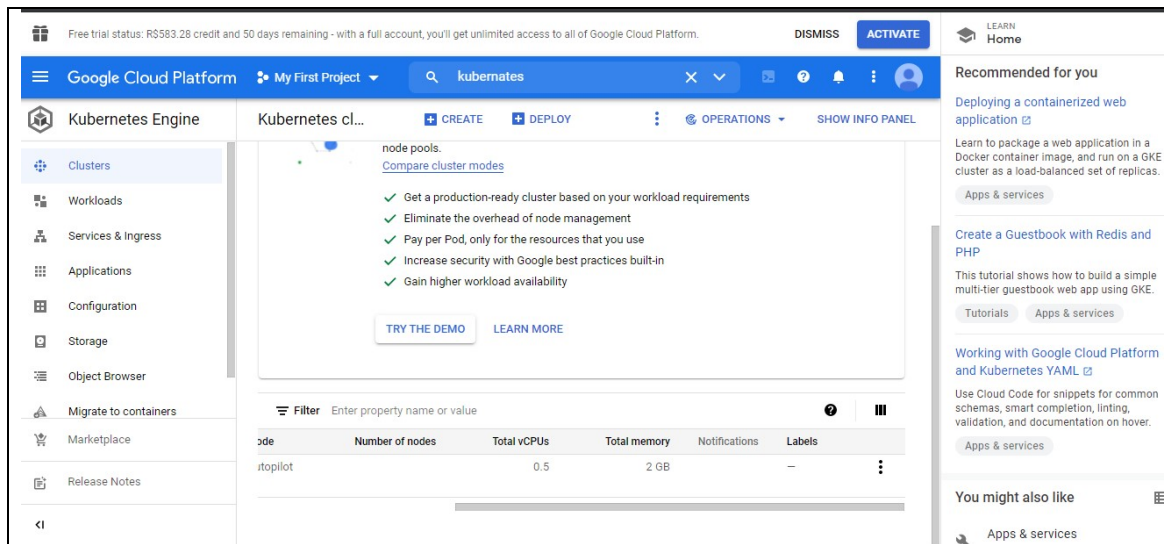 Free trial status: R$583.28 credit and 50 days remaining - with a full account, you'll get unlimited access to all of Google Cloud Platform.
DISMISS
ACTIVATE
Google Cloud Platform
My First Project
kubernates
Kubernetes Engine
Clusters
Workloads
Services & Ingress
Applications
Configuration
Storage
Object Browser
Migrate to containers
Marketplace
Release Notes
Kubernetes cl...
CREATE
DEPLOY
OPERATIONS
SHOW INFO PANEL
node pools.
Compare cluster modes
Get a production-ready cluster based on your workload requirements
Eliminate the overhead of node management
Pay per Pod, only for the resources that you use
Increase security with Google best practices built-in
Gain higher workload availability
TRY THE DEMO
LEARN MORE
Filter Enter property name or value
ode Number of nodes Total vCPUs Total memory Notifications Labels
utopilot 0.5 2 GB –
LEARN
Home
Recommended for you
Deploying a containerized web
application
Learn to package a web application in a
Docker container image, and run on a GKE
cluster as a load-balanced set of replicas.
Apps & services
Create a Guestbook with Redis and
PHP
This tutorial shows how to build a simple
multi-tier guestbook web app using GKE.
Tutorials Apps & services
Working with Google Cloud Platform
and Kubernetes YAML
Use Cloud Code for snippets for common
schemas, smart completion, linting,
validation, and documentation on hover.
Apps & services
You might also like
Apps & services